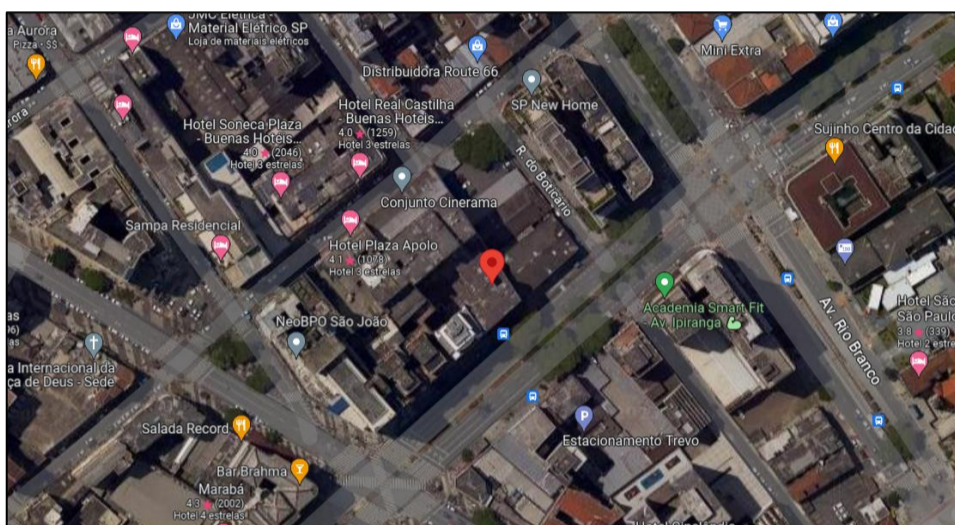 a Aurora
Pizza · $$
JMC Elétrica -
Material Elétrico SP
Loja de materiais elétricos
Distribuidora Route 66
Mini Extra
Hotel Real Castilha
- Buenas Hotéis...
4.0 ★ (1259)
Hotel 3 estrelas
SP New Home
Hotel Soneca Plaza
- Buenas Hotéis...
4.0 ★ (2046)
Hotel 3 estrelas
Sujinho Centro da Cidad
R. do Boticário
Conjunto Cinerama
Sampa Residencial
Hotel Plaza Apolo
4.1 ★ (1078)
Hotel 3 estrelas
Academia Smart Fit
- Av. Ipiranga 💪
Av. Rio Branco
Hotel São
São Paulo
3.8 ★ (339)
Hotel 2 estre
NeoBPO São João
a Internacional da
ça de Deus - Sede
Salada Record
Estacionamento Trevo
Bar Brahma
Marabá
4.3 ★ (2002)
Hotel 4 estrelas